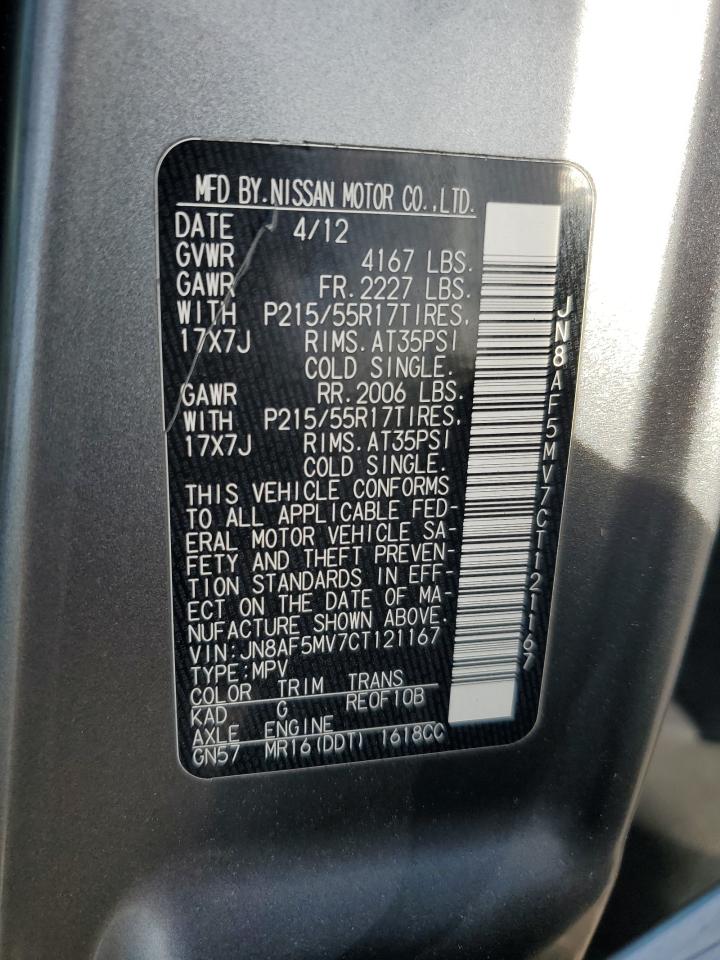 MFD BY.NISSAN MOTOR CO.,LTD.
DATE 4/12
GVWR 4167 LBS.
GAWR FR.2227 LBS.
WITH P215/55R17TIRES,
17X7J RIMS.AT35PSI
COLD SINGLE.
GAWR RR.2006 LBS.
WITH P215/55R17TIRES,
17X7J RIMS.AT35PSI
COLD SINGLE.
THIS VEHICLE CONFORMS
TO ALL APPLICABLE FED-
ERAL MOTOR VEHICLE SA-
FETY AND THEFT PREVEN-
TION STANDARDS IN EFF-
ECT ON THE DATE OF MA-
NUFACTURE SHOWN ABOVE.
VIN:JN8AF5MV7CT121167
TYPE:MPV
COLOR TRIM TRANS
KAD G RE0F10B
AXLE ENGINE
GN57 MR16(DDT) 1618CC
JN8AF5MV7CT121167